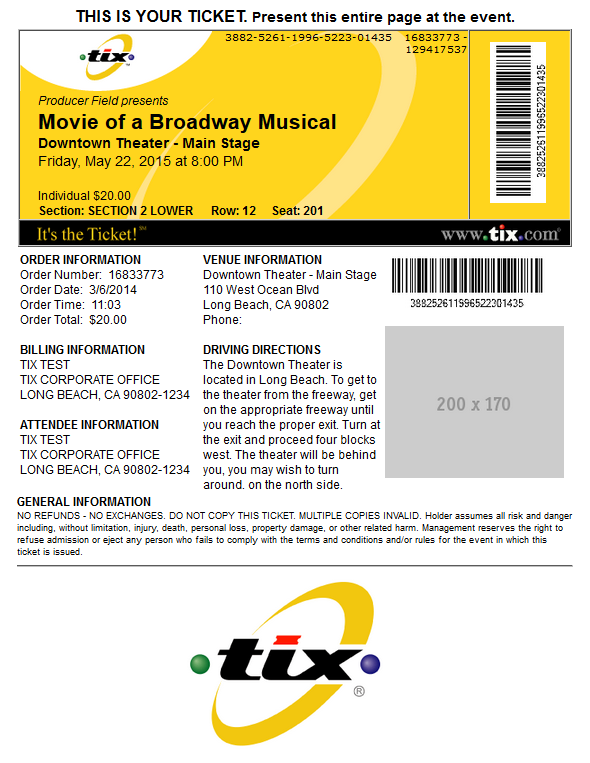 THIS IS YOUR TICKET. Present this entire page at the event.
3882-5261-1996-5223-01435 16833773 -
129417537
.tix.™
Producer Field presents
Movie of a Broadway Musical
Downtown Theater - Main Stage
Friday, May 22, 2015 at 8:00 PM
Individual $20.00
Section: SECTION 2 LOWER Row: 12 Seat: 201
388252611996522301435
It's the Ticket!℠
www.tix.com®
ORDER INFORMATION
Order Number: 16833773
Order Date: 3/6/2014
Order Time: 11:03
Order Total: $20.00
BILLING INFORMATION
TIX TEST
TIX CORPORATE OFFICE
LONG BEACH, CA 90802-1234
ATTENDEE INFORMATION
TIX TEST
TIX CORPORATE OFFICE
LONG BEACH, CA 90802-1234
VENUE INFORMATION
Downtown Theater - Main Stage
110 West Ocean Blvd
Long Beach, CA 90802
Phone:
DRIVING DIRECTIONS
The Downtown Theater is
located in Long Beach. To get to
the theater from the freeway, get
on the appropriate freeway until
you reach the proper exit. Turn at
the exit and proceed four blocks
west. The theater will be behind
you, you may wish to turn
around. on the north side.
388252611996522301435
200 x 170
GENERAL INFORMATION
NO REFUNDS - NO EXCHANGES. DO NOT COPY THIS TICKET. MULTIPLE COPIES INVALID. Holder assumes all risk and danger
including, without limitation, injury, death, personal loss, property damage, or other related harm. Management reserves the right to
refuse admission or eject any person who fails to comply with the terms and conditions and/or rules for the event in which this
ticket is issued.
.tix.®